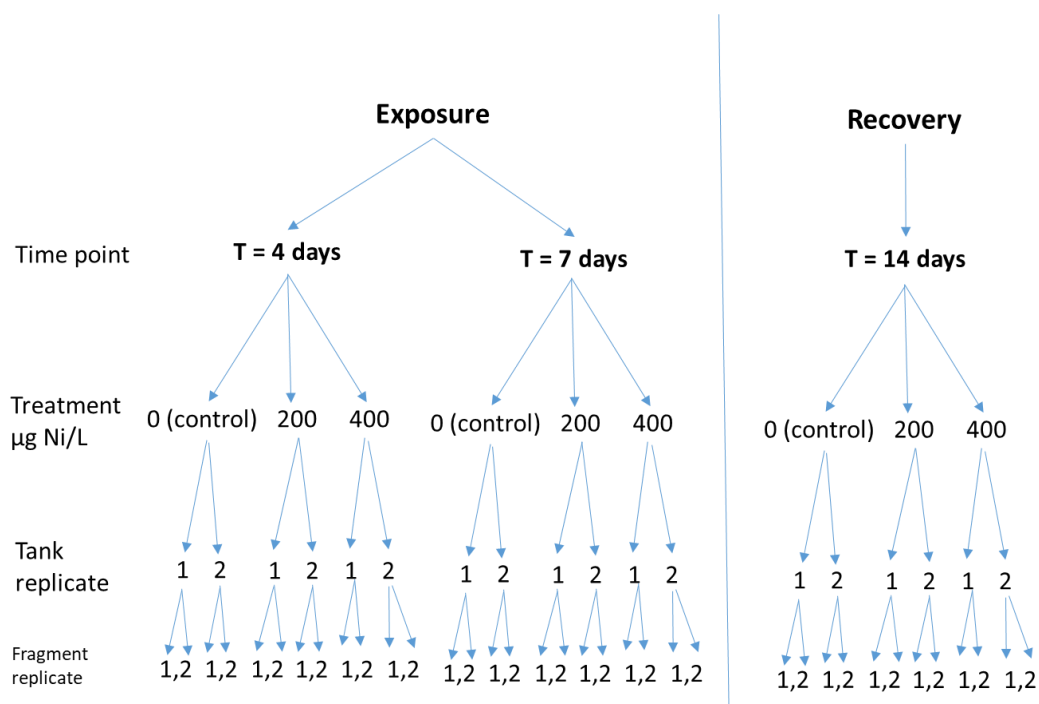 Exposure
Recovery
Time point
T = 4 days
T = 7 days
T = 14 days
Treatment
µg Ni/L
0 (control) 200 400
0 (control) 200 400
0 (control) 200 400
Tank
replicate
1 2 1 2 1 2
1 2 1 2 1 2
1 2 1 2 1 2
Fragment
replicate
1,2 1,2 1,2 1,2 1,2 1,2
1,2 1,2 1,2 1,2 1,2 1,2
1,2 1,2 1,2 1,2 1,2 1,2